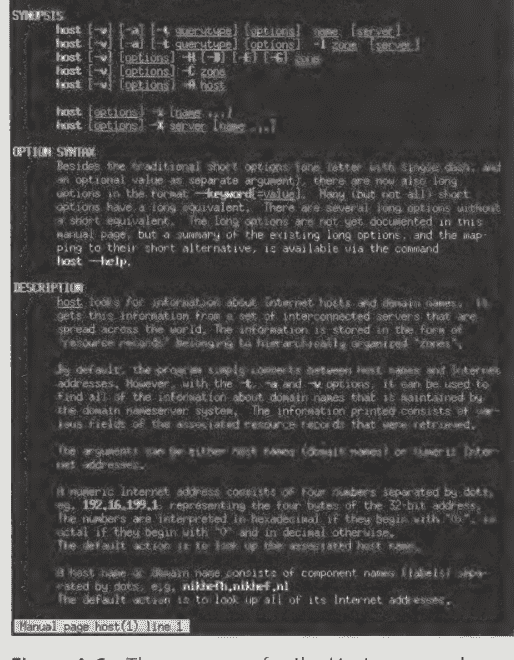 SYNOPSIS
host [-v] [-a] [-t querytype] [options] name [server]
host [-v] [-a] [-t querytype] [options] -l zone [server]
host [-v] [options] -H [-D] [-E] [-G] zone
host [-v] [options] -C zone
host [-v] [options] -A host
host [options] -x [name ...]
host [options] -X server [name ...]
OPTION SYNTAX
Besides the traditional short options (one letter with single dash, and
an optional value as separate argument), there are now also long
options in the format --keyword[=value]. Many (but not all) short
options have a long equivalent. There are several long options without
a short equivalent. The long options are not yet documented in this
manual page, but a summary of the existing long options, and the map-
ping to their short alternative, is available via the command
host --help.
DESCRIPTION
host looks for information about Internet hosts and domain names. It
gets this information from a set of interconnected servers that are
spread across the world. The information is stored in the form of
"resource records" belonging to hierarchically organized "zones".
By default, the program simply converts between host names and Internet
addresses. However, with the -t, -a and -v options, it can be used to
find all of the information about domain names that is maintained by
the domain nameserver system. The information printed consists of var-
ious fields of the associated resource records that were retrieved.
The arguments can be either host names (domain names) or numeric Inter-
net addresses.
A numeric Internet address consists of four numbers separated by dots,
eg. 192.16.199.1, representing the four bytes of the 32-bit address.
The numbers are interpreted in hexadecimal if they begin with "0x", in
octal if they begin with "0" and in decimal otherwise.
The default action is to look up the associated host name.
A host name or domain name consists of component names (labels) sepa-
rated by dots, e.g. nikhefh.nikhef.nl
The default action is to look up all of its Internet addresses.
Manual page host(1) line 1